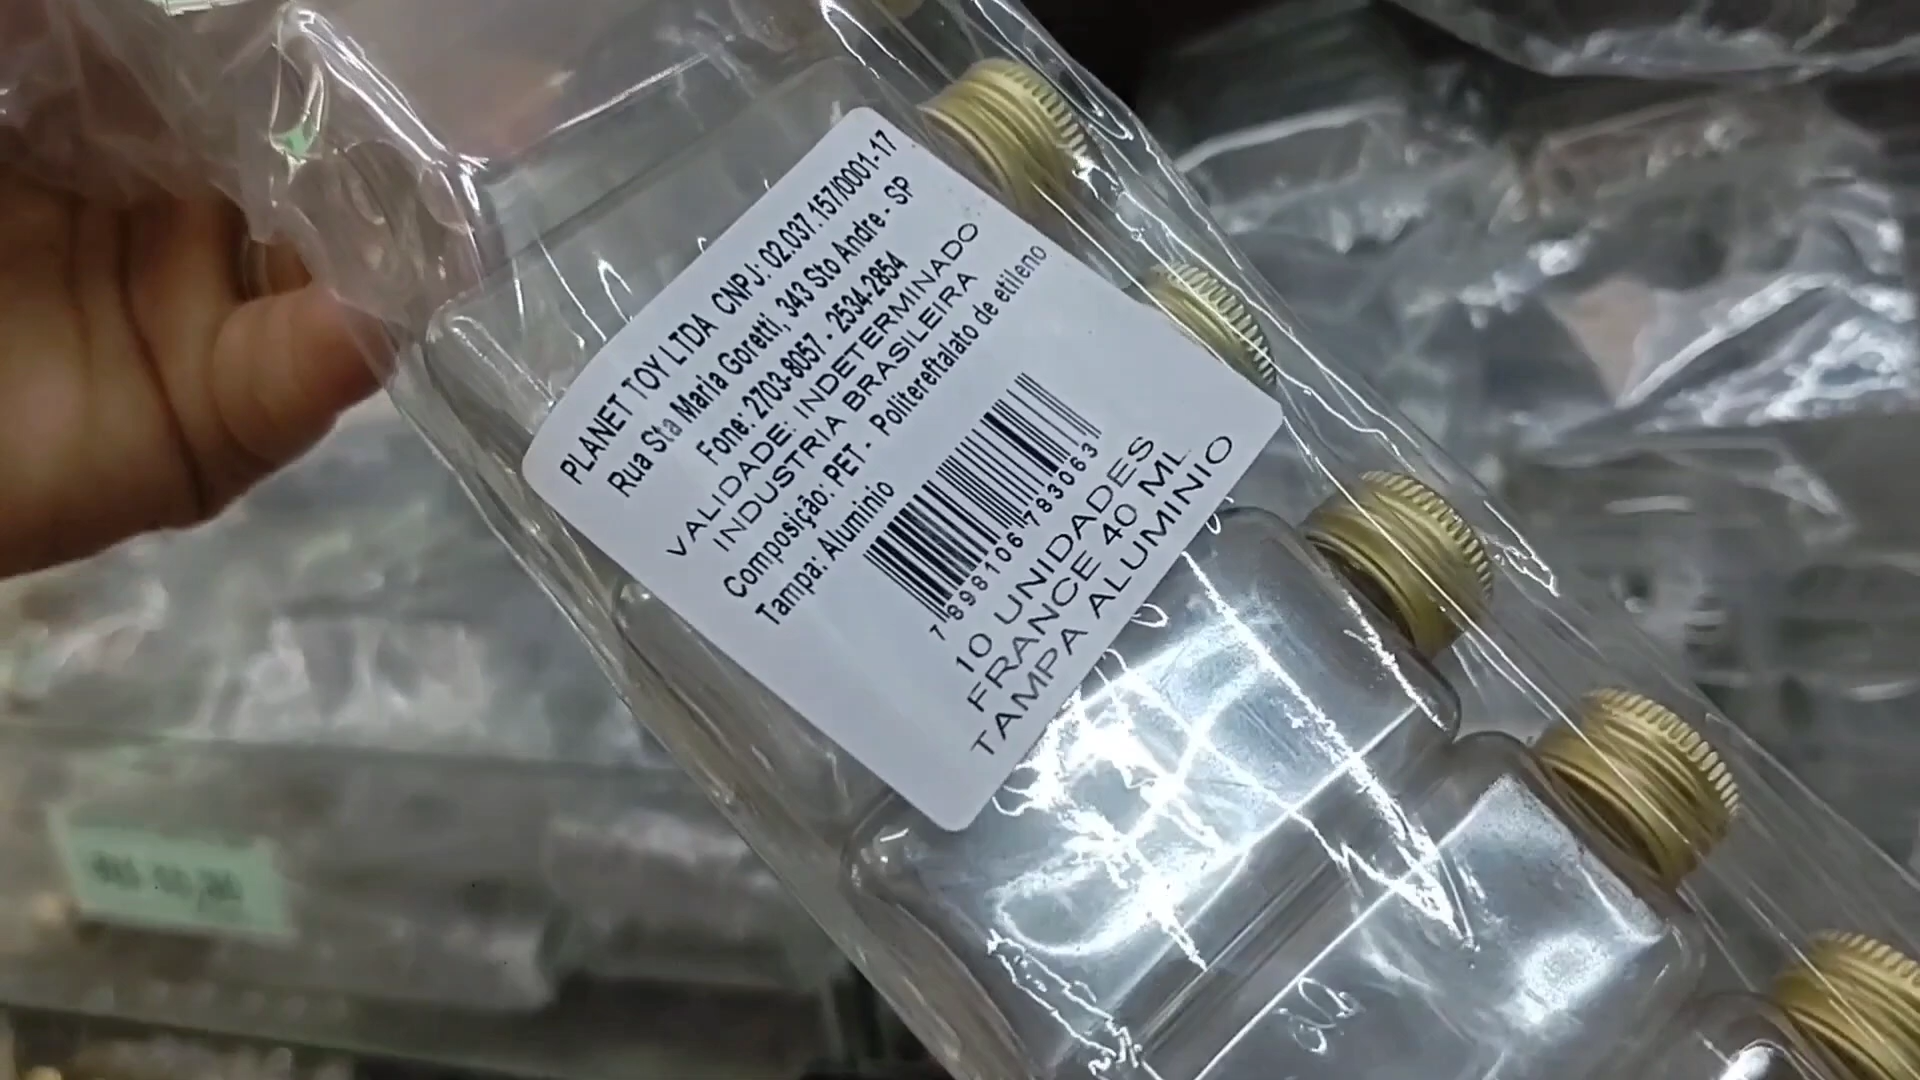 PLANET TOY LTDA CNPJ: 02.037.157/0001-17
Rua Sta Maria Goretti, 343 Sto Andre - SP
Fone: 2703-8057 - 2534-2854
VALIDADE: INDETERMINADO
INDUSTRIA BRASILEIRA
Composição: PET - Politereftalato de etileno
Tampa: Aluminio
7 898106 783063
10 UNIDADES
FRANCE 40 ML
TAMPA ALUMINIO